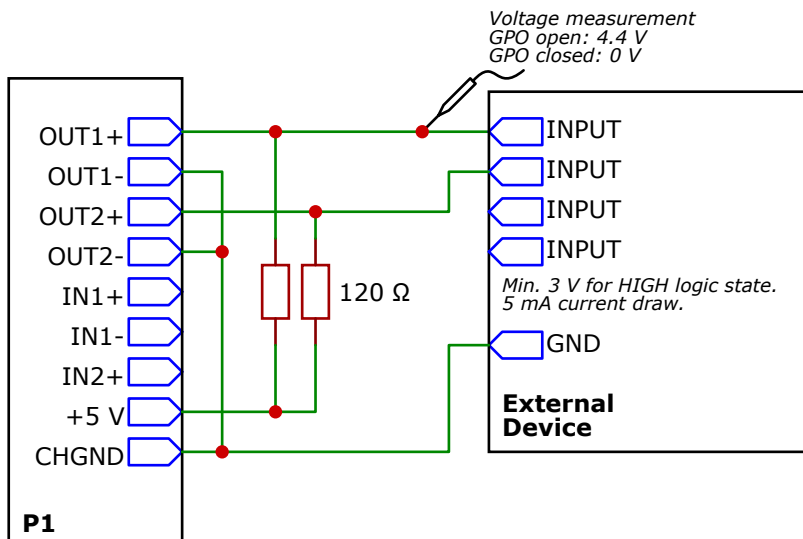 Voltage measurement
GPO open: 4.4 V
GPO closed: 0 V
OUT1+
OUT1-
OUT2+
OUT2-
IN1+
IN1-
IN2+
+5 V
CHGND
P1
120 Ω
INPUT
INPUT
INPUT
INPUT
Min. 3 V for HIGH logic state.
5 mA current draw.
GND
External
Device